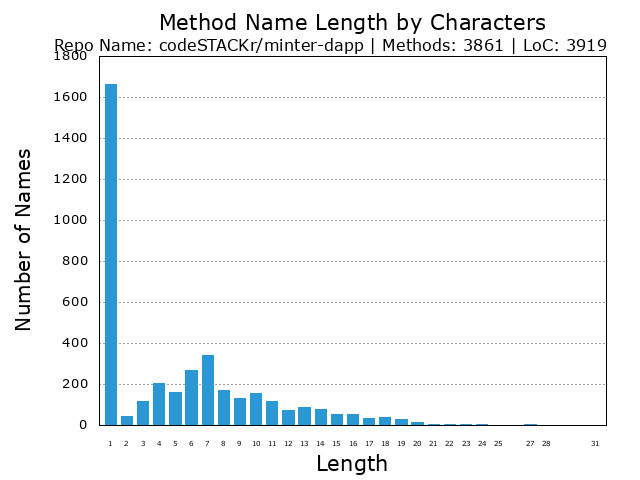 Method Name Length by Characters
Repo Name: codeSTACKr/minter-dapp | Methods: 3861 | LoC: 3919
1800
1600
1400
1200
1000
800
600
400
200
0
Number of Names
1 2 3 4 5 6 7 8 9 10 11 12 13 14 15 16 17 18 19 20 21 22 23 24 25 27 28 31
Length